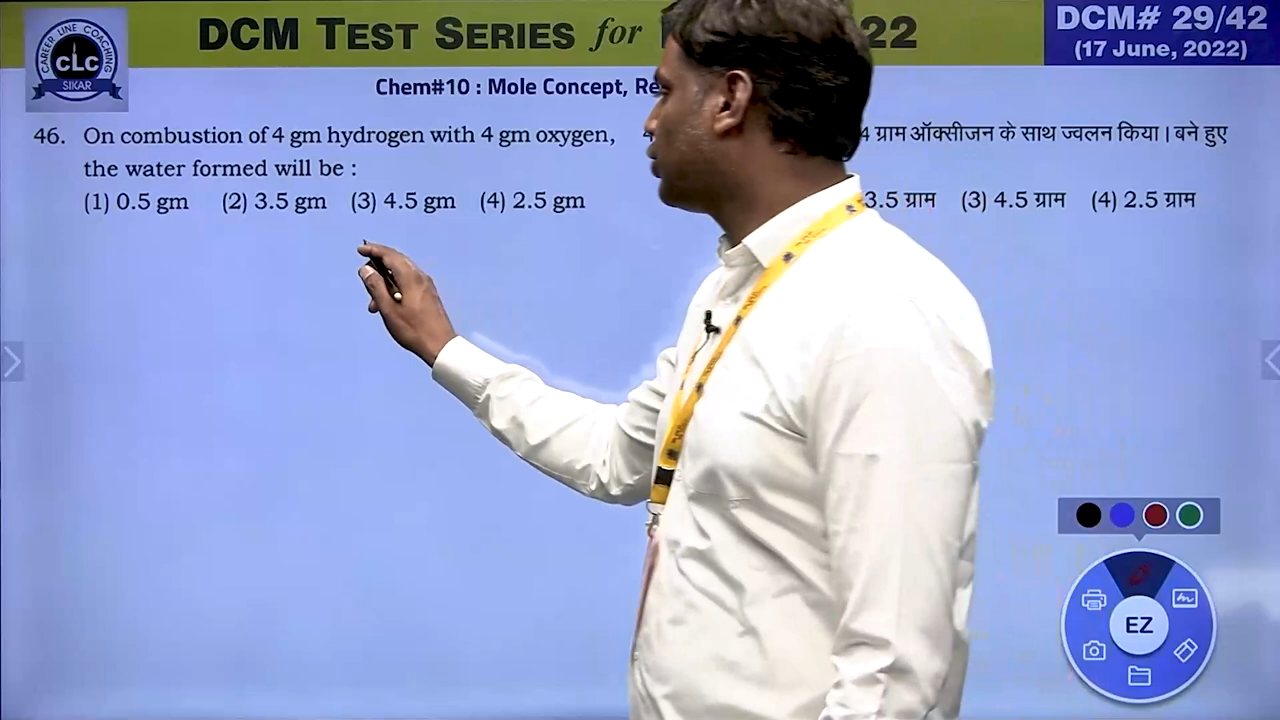 DCM TEST SERIES for 22
DCM# 29/42
(17 June, 2022)
CAREER LINE COACHING
CLC
SIKAR
Chem#10 : Mole Concept,
46. On combustion of 4 gm hydrogen with 4 gm oxygen,
the water formed will be :
(1) 0.5 gm (2) 3.5 gm (3) 4.5 gm (4) 2.5 gm
4 ग्राम ऑक्सीजन के साथ ज्वलन किया। बने हुए
3.5 ग्राम (3) 4.5 ग्राम (4) 2.5 ग्राम
EZ